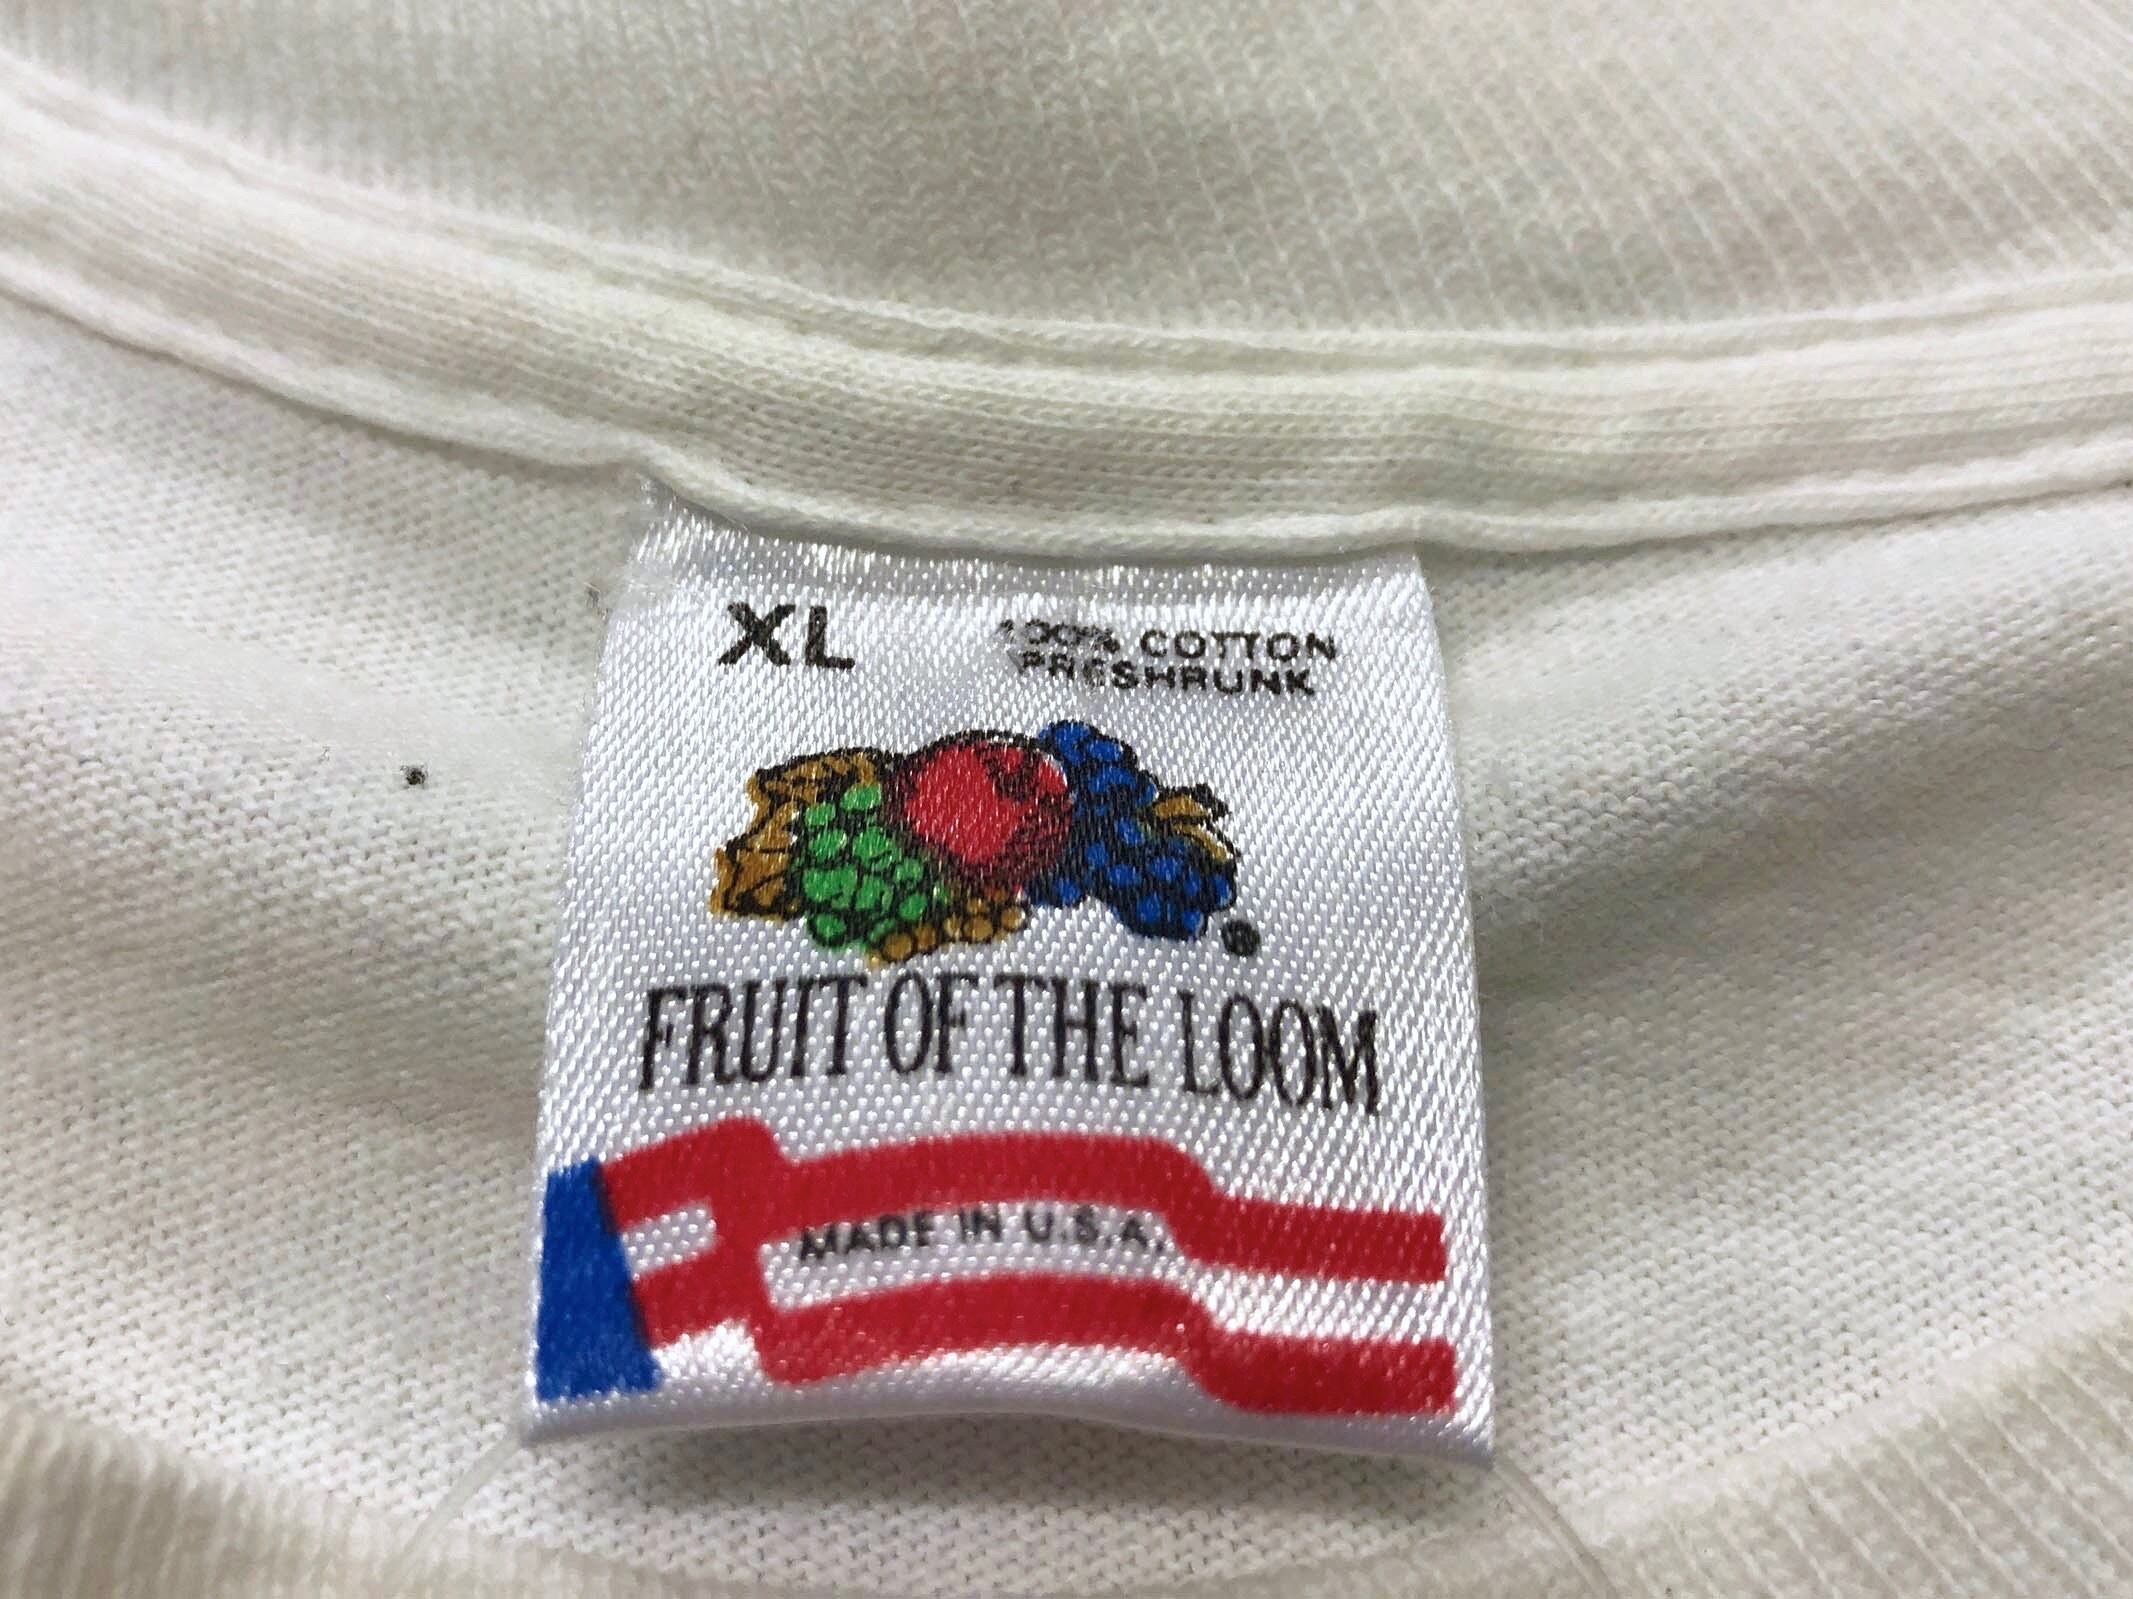 XL
100% COTTON
PRESHRUNK
®
FRUIT OF THE LOOM
MADE IN U.S.A.